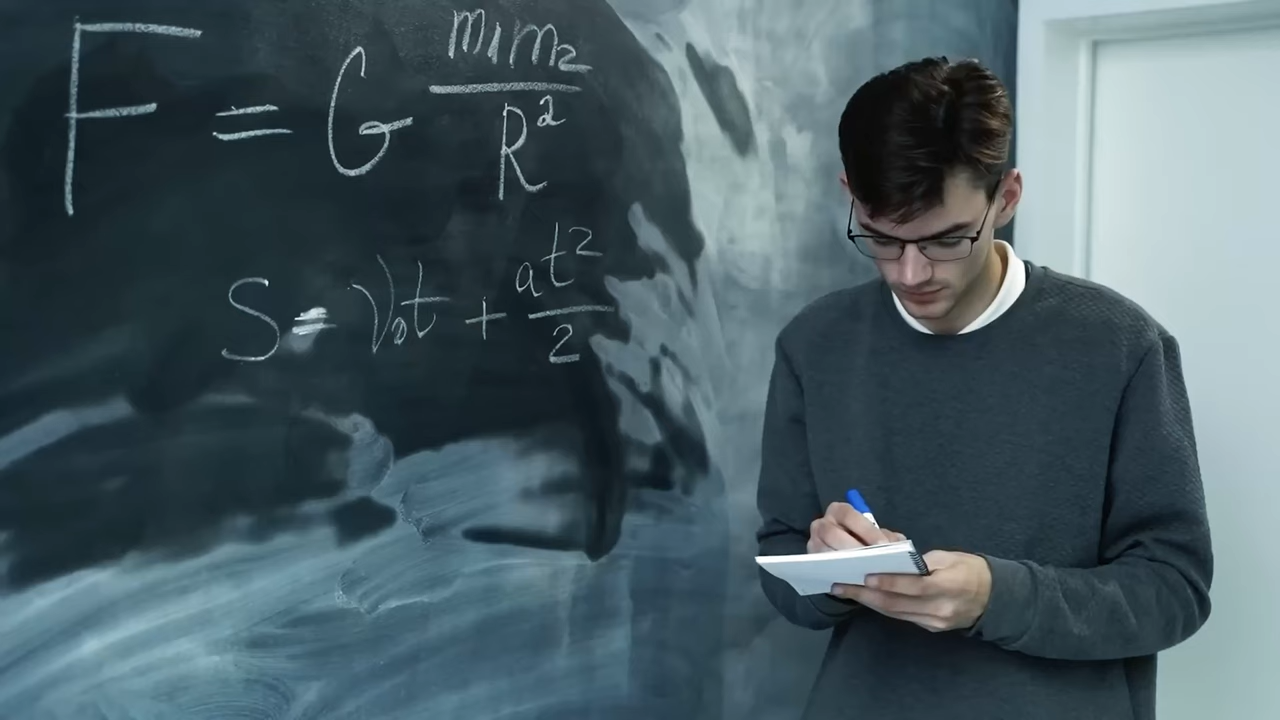 F = G m₁m₂/R²
S = V₀t + at²/2